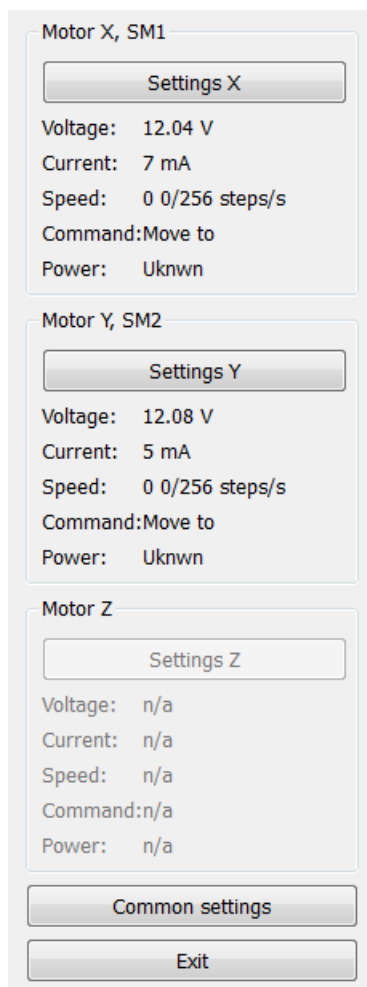 Motor X, SM1
Settings X
Voltage: 12.04 V
Current: 7 mA
Speed: 0 0/256 steps/s
Command:Move to
Power: Uknwn
Motor Y, SM2
Settings Y
Voltage: 12.08 V
Current: 5 mA
Speed: 0 0/256 steps/s
Command:Move to
Power: Uknwn
Motor Z
Settings Z
Voltage: n/a
Current: n/a
Speed: n/a
Command:n/a
Power: n/a
Common settings
Exit